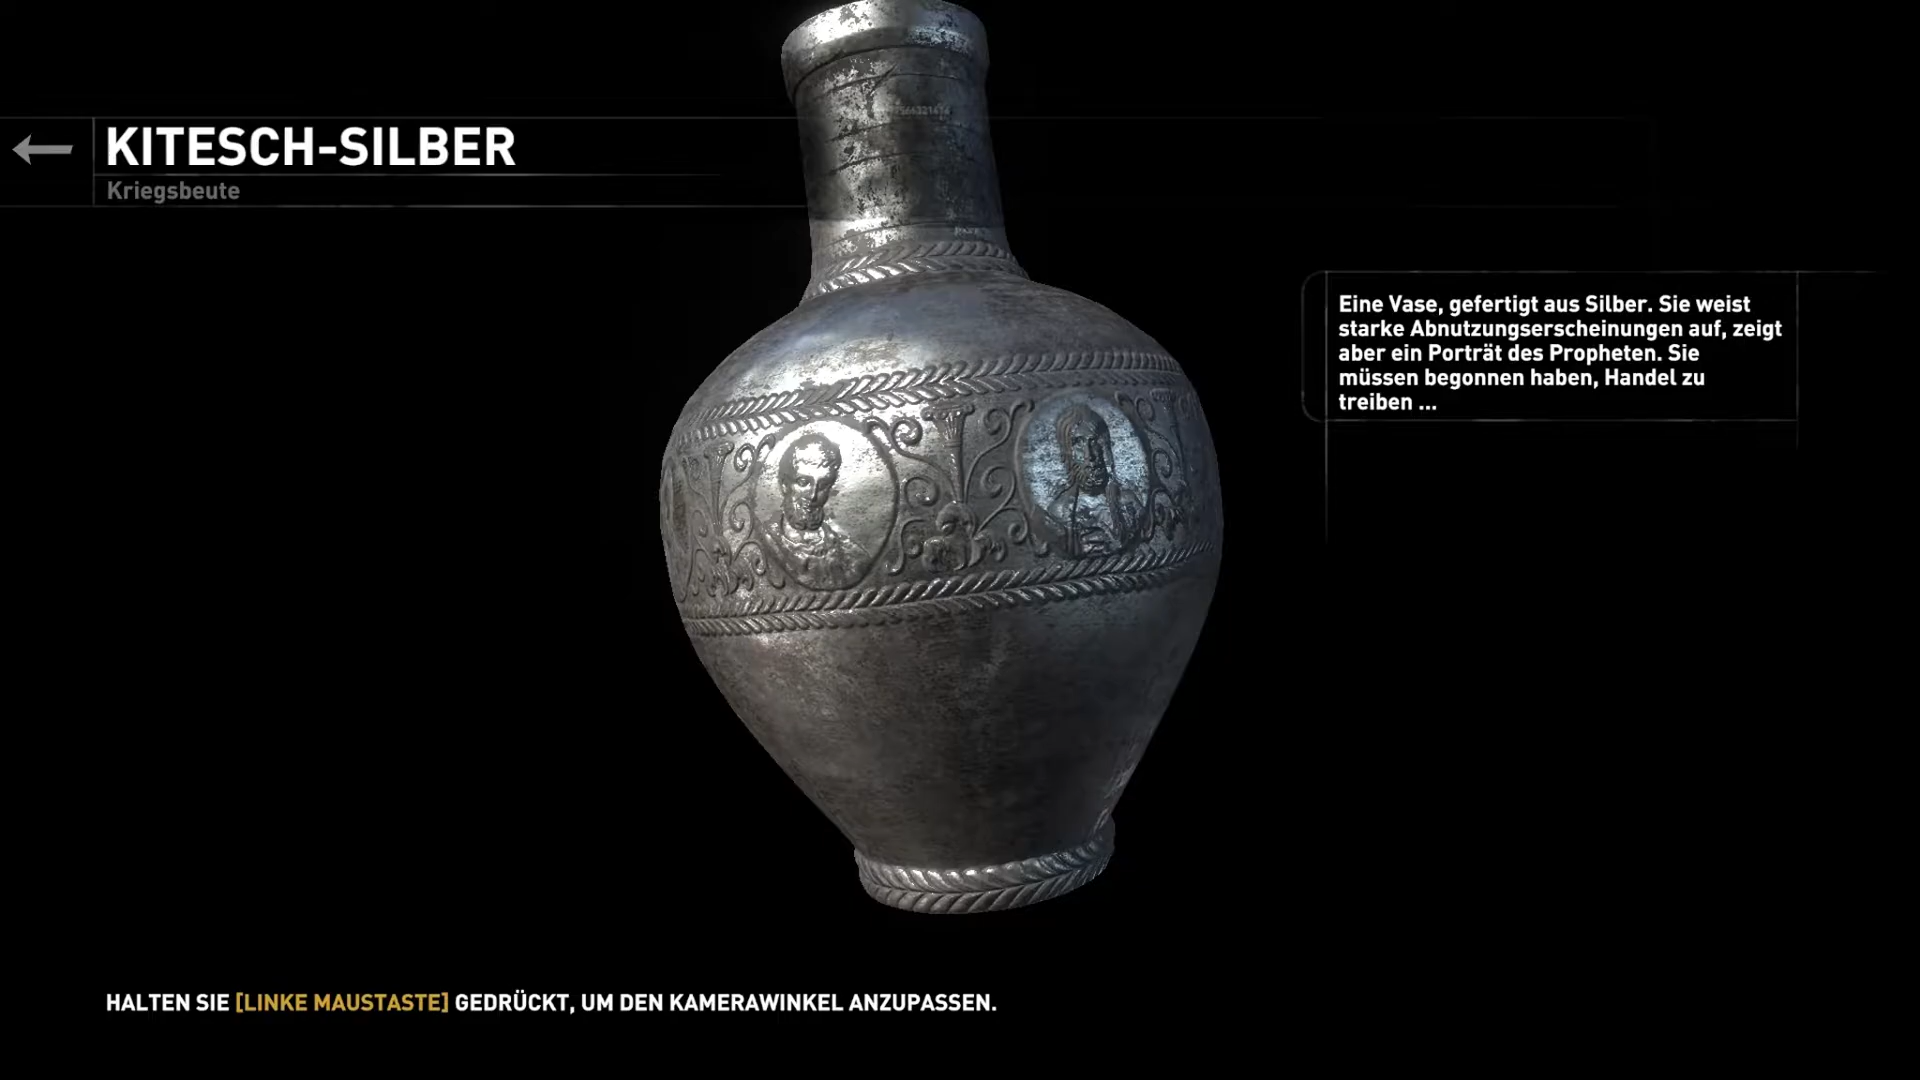 KITESCH-SILBER
Kriegsbeute
Eine Vase, gefertigt aus Silber. Sie weist
starke Abnutzungserscheinungen auf, zeigt
aber ein Porträt des Propheten. Sie
müssen begonnen haben, Handel zu
treiben ...
HALTEN SIE [LINKE MAUSTASTE] GEDRÜCKT, UM DEN KAMERAWINKEL ANZUPASSEN.